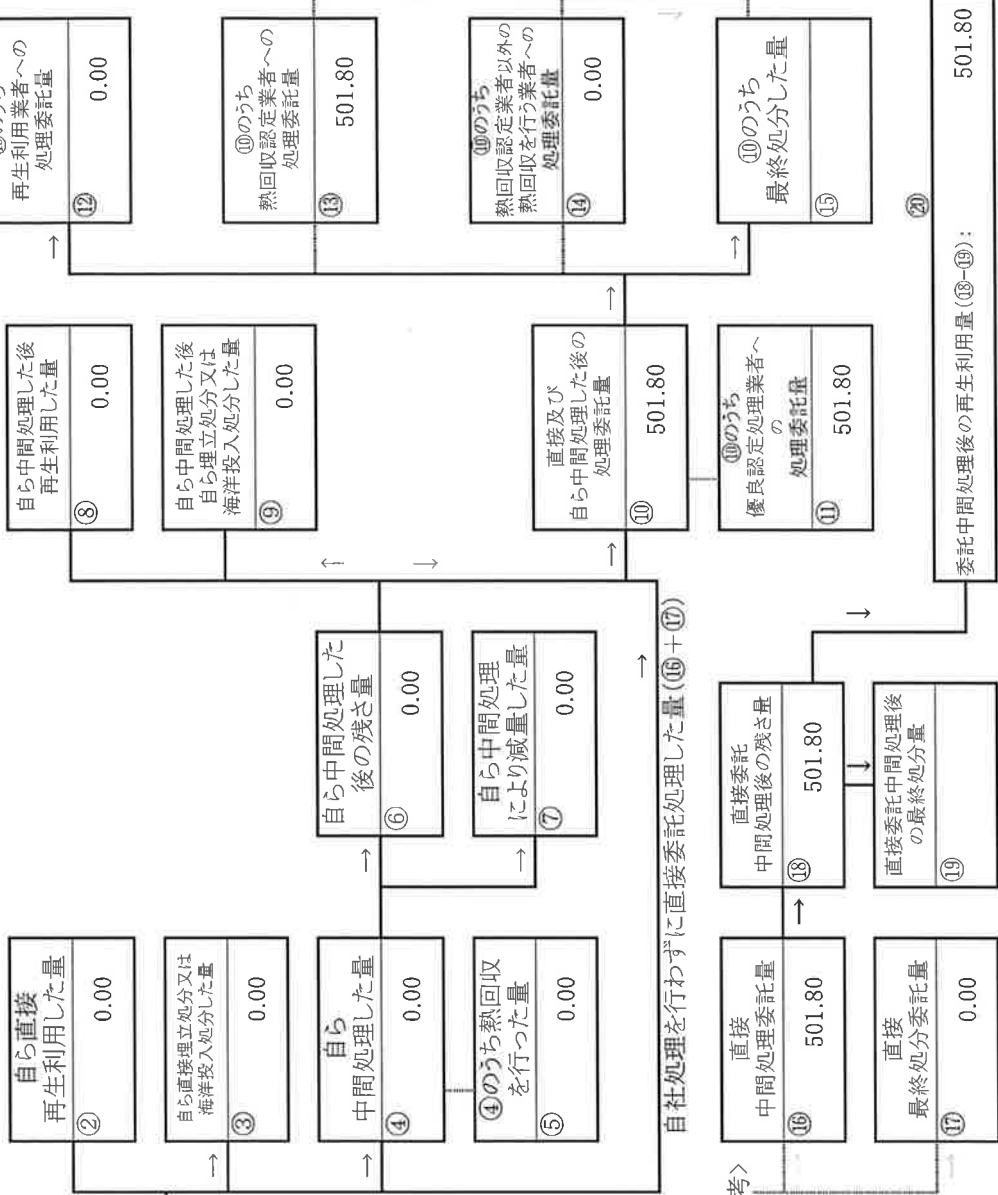 自ら直接
再生利用した量
②
0.00
自ら直接埋立処分又は
海洋投入処分した量
③
0.00
自ら
中間処理した量
④
0.00
④のうち熱回収
を行った量
⑤
0.00
自ら中間処理した
後の残さ量
⑥
0.00
自ら中間処理
により減量した量
⑦
0.00
自ら中間処理した後
再生利用した量
⑧
0.00
自ら中間処理した後
自ら埋立処分又は
海洋投入処分した量
⑨
0.00
直接及び
自ら中間処理した後の
処理委託量
⑩
501.80
⑩のうち
優良認定処理業者へ
の
処理委託量
⑪
501.80
再生利用業者への
処理委託量
⑫
0.00
⑩のうち
熱回収認定業者への
処理委託量
⑬
501.80
⑩のうち
熱回収認定業者以外の
熱回収を行う業者への
処理委託量
⑭
0.00
⑩のうち
最終処分した量
⑮
自社処理を行わずに直接委託処理した量(⑯+⑰)
考>
直接
中間処理委託量
⑯
501.80
直接
最終処分委託量
⑰
0.00
直接委託
中間処理後の残さ量
⑱
501.80
直接委託中間処理後
の最終処分量
⑲
⑳
委託中間処理後の再生利用量(⑱-⑲):
501.80